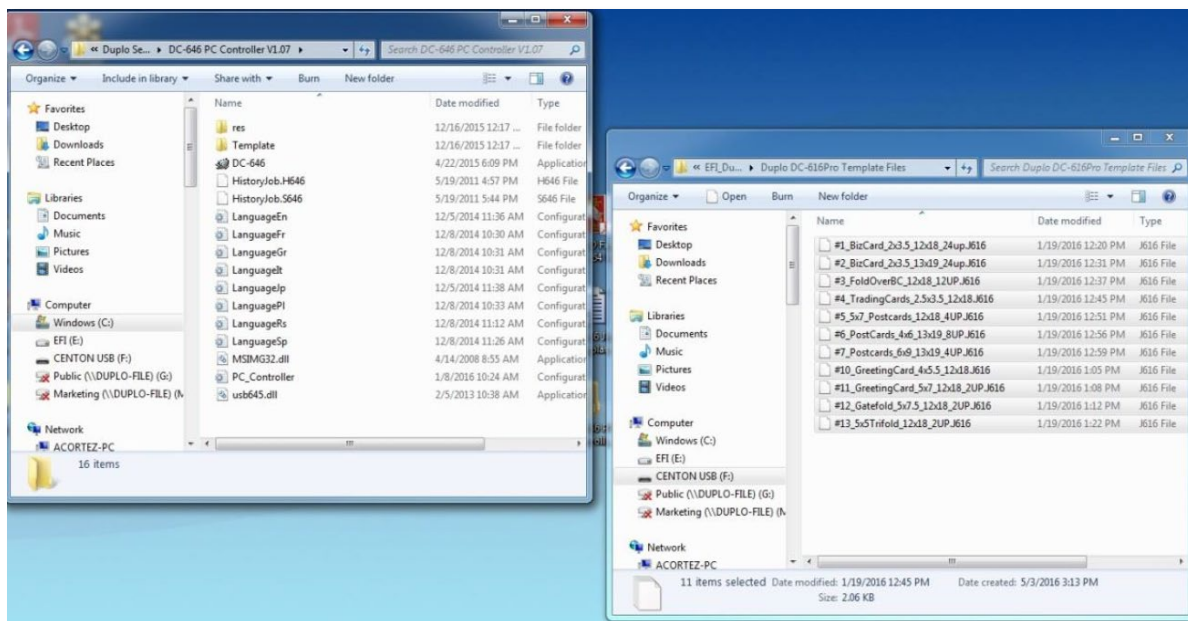 « Duplo Se... ▸ DC-646 PC Controller V1.07 ▸
Search DC-646 PC Controller V1.07
Organize Include in library Share with Burn New folder
Favorites
Desktop
Downloads
Recent Places
Libraries
Documents
Music
Pictures
Videos
Computer
Windows (C:)
EFI (E:)
CENTON USB (F:)
Public (\\DUPLO-FILE) (G:)
Marketing (\\DUPLO-FILE) (M
Network
ACORTEZ-PC
Name Date modified Type
res 12/16/2015 12:17 ... File folder
Template 12/16/2015 12:17 ... File folder
DC-646 4/22/2015 6:09 PM Application
HistoryJob.H646 5/19/2011 4:57 PM H646 File
HistoryJob.S646 5/19/2011 5:44 PM S646 File
LanguageEn 12/5/2014 11:36 AM Configurat
LanguageFr 12/8/2014 10:30 AM Configurat
LanguageGr 12/8/2014 10:31 AM Configurat
LanguageIt 12/8/2014 10:31 AM Configurat
LanguageJp 12/5/2014 11:38 AM Configurat
LanguagePl 12/8/2014 10:33 AM Configurat
LanguageRs 12/8/2014 11:12 AM Configurat
LanguageSp 12/8/2014 11:26 AM Configurat
MSIMG32.dll 4/14/2008 8:55 AM Application
PC_Controller 1/8/2016 10:24 AM Configurat
usb645.dll 2/5/2013 10:38 AM Application
16 items
« EFI_Du... ▸ Duplo DC-616Pro Template Files
Search Duplo DC-616Pro Template Files
Organize Open Burn New folder
Favorites
Desktop
Downloads
Recent Places
Libraries
Documents
Music
Pictures
Videos
Computer
Windows (C:)
EFI (E:)
CENTON USB (F:)
Public (\\DUPLO-FILE) (G:)
Marketing (\\DUPLO-FILE) (M
Network
ACORTEZ-PC
Name Date modified Type
#1_BizCard_2x3.5_12x18_24up.J616 1/19/2016 12:20 PM J616 File
#2_BizCard_2x3.5_13x19_24up.J616 1/19/2016 12:31 PM J616 File
#3_FoldOverBC_12x18_12UP.J616 1/19/2016 12:37 PM J616 File
#4_TradingCards_2.5x3.5_12x18.J616 1/19/2016 12:45 PM J616 File
#5_5x7_Postcards_12x18_4UP.J616 1/19/2016 12:51 PM J616 File
#6_PostCards_4x6_13x19_8UP.J616 1/19/2016 12:56 PM J616 File
#7_Postcards_6x9_13x19_4UP.J616 1/19/2016 12:59 PM J616 File
#10_GreetingCard_4x5.5_12x18.J616 1/19/2016 1:05 PM J616 File
#11_GreetingCard_5x7_12x18_2UP.J616 1/19/2016 1:08 PM J616 File
#12_Gatefold_5x7.5_12x18_2UP.J616 1/19/2016 1:12 PM J616 File
#13_5x5Trifold_12x18_2UP.J616 1/19/2016 1:22 PM J616 File
11 items selected Date modified: 1/19/2016 12:45 PM Date created: 5/3/2016 3:13 PM
Size: 2.06 KB